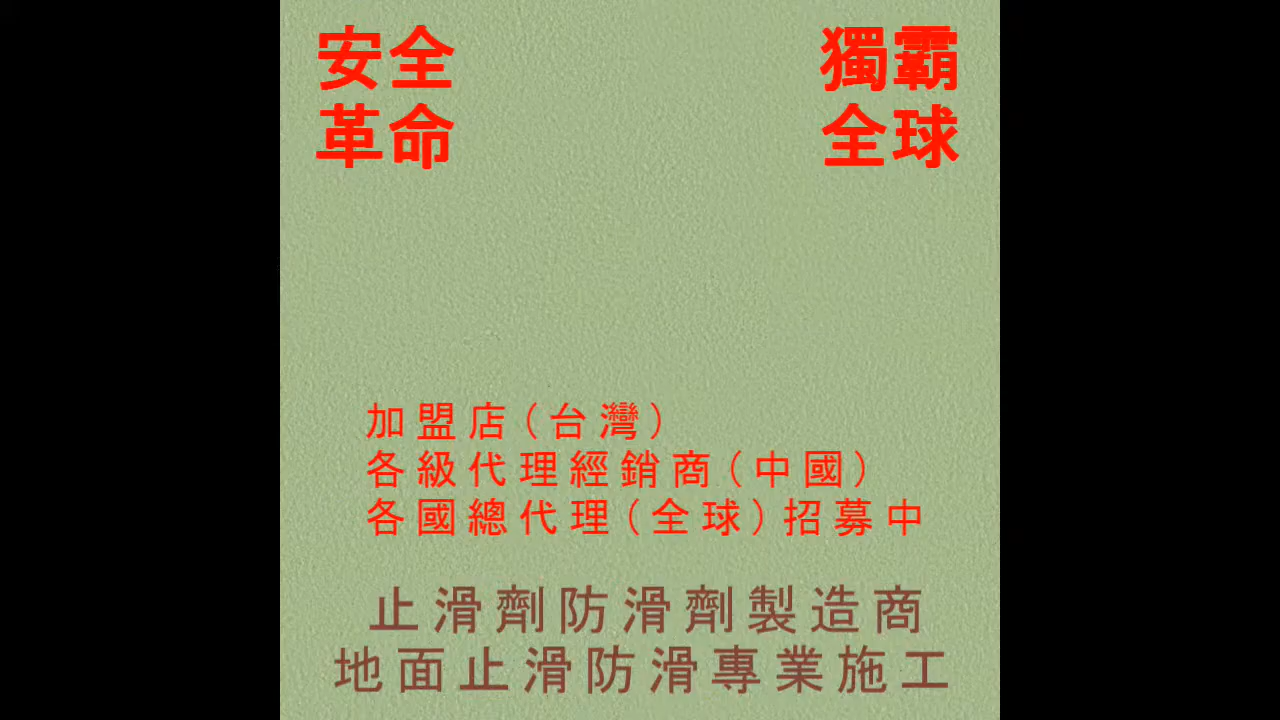 安全
革命
獨霸
全球
加盟店(台灣)
各級代理經銷商(中國)
各國總代理(全球)招募中
止滑劑防滑劑製造商
地面止滑防滑專業施工